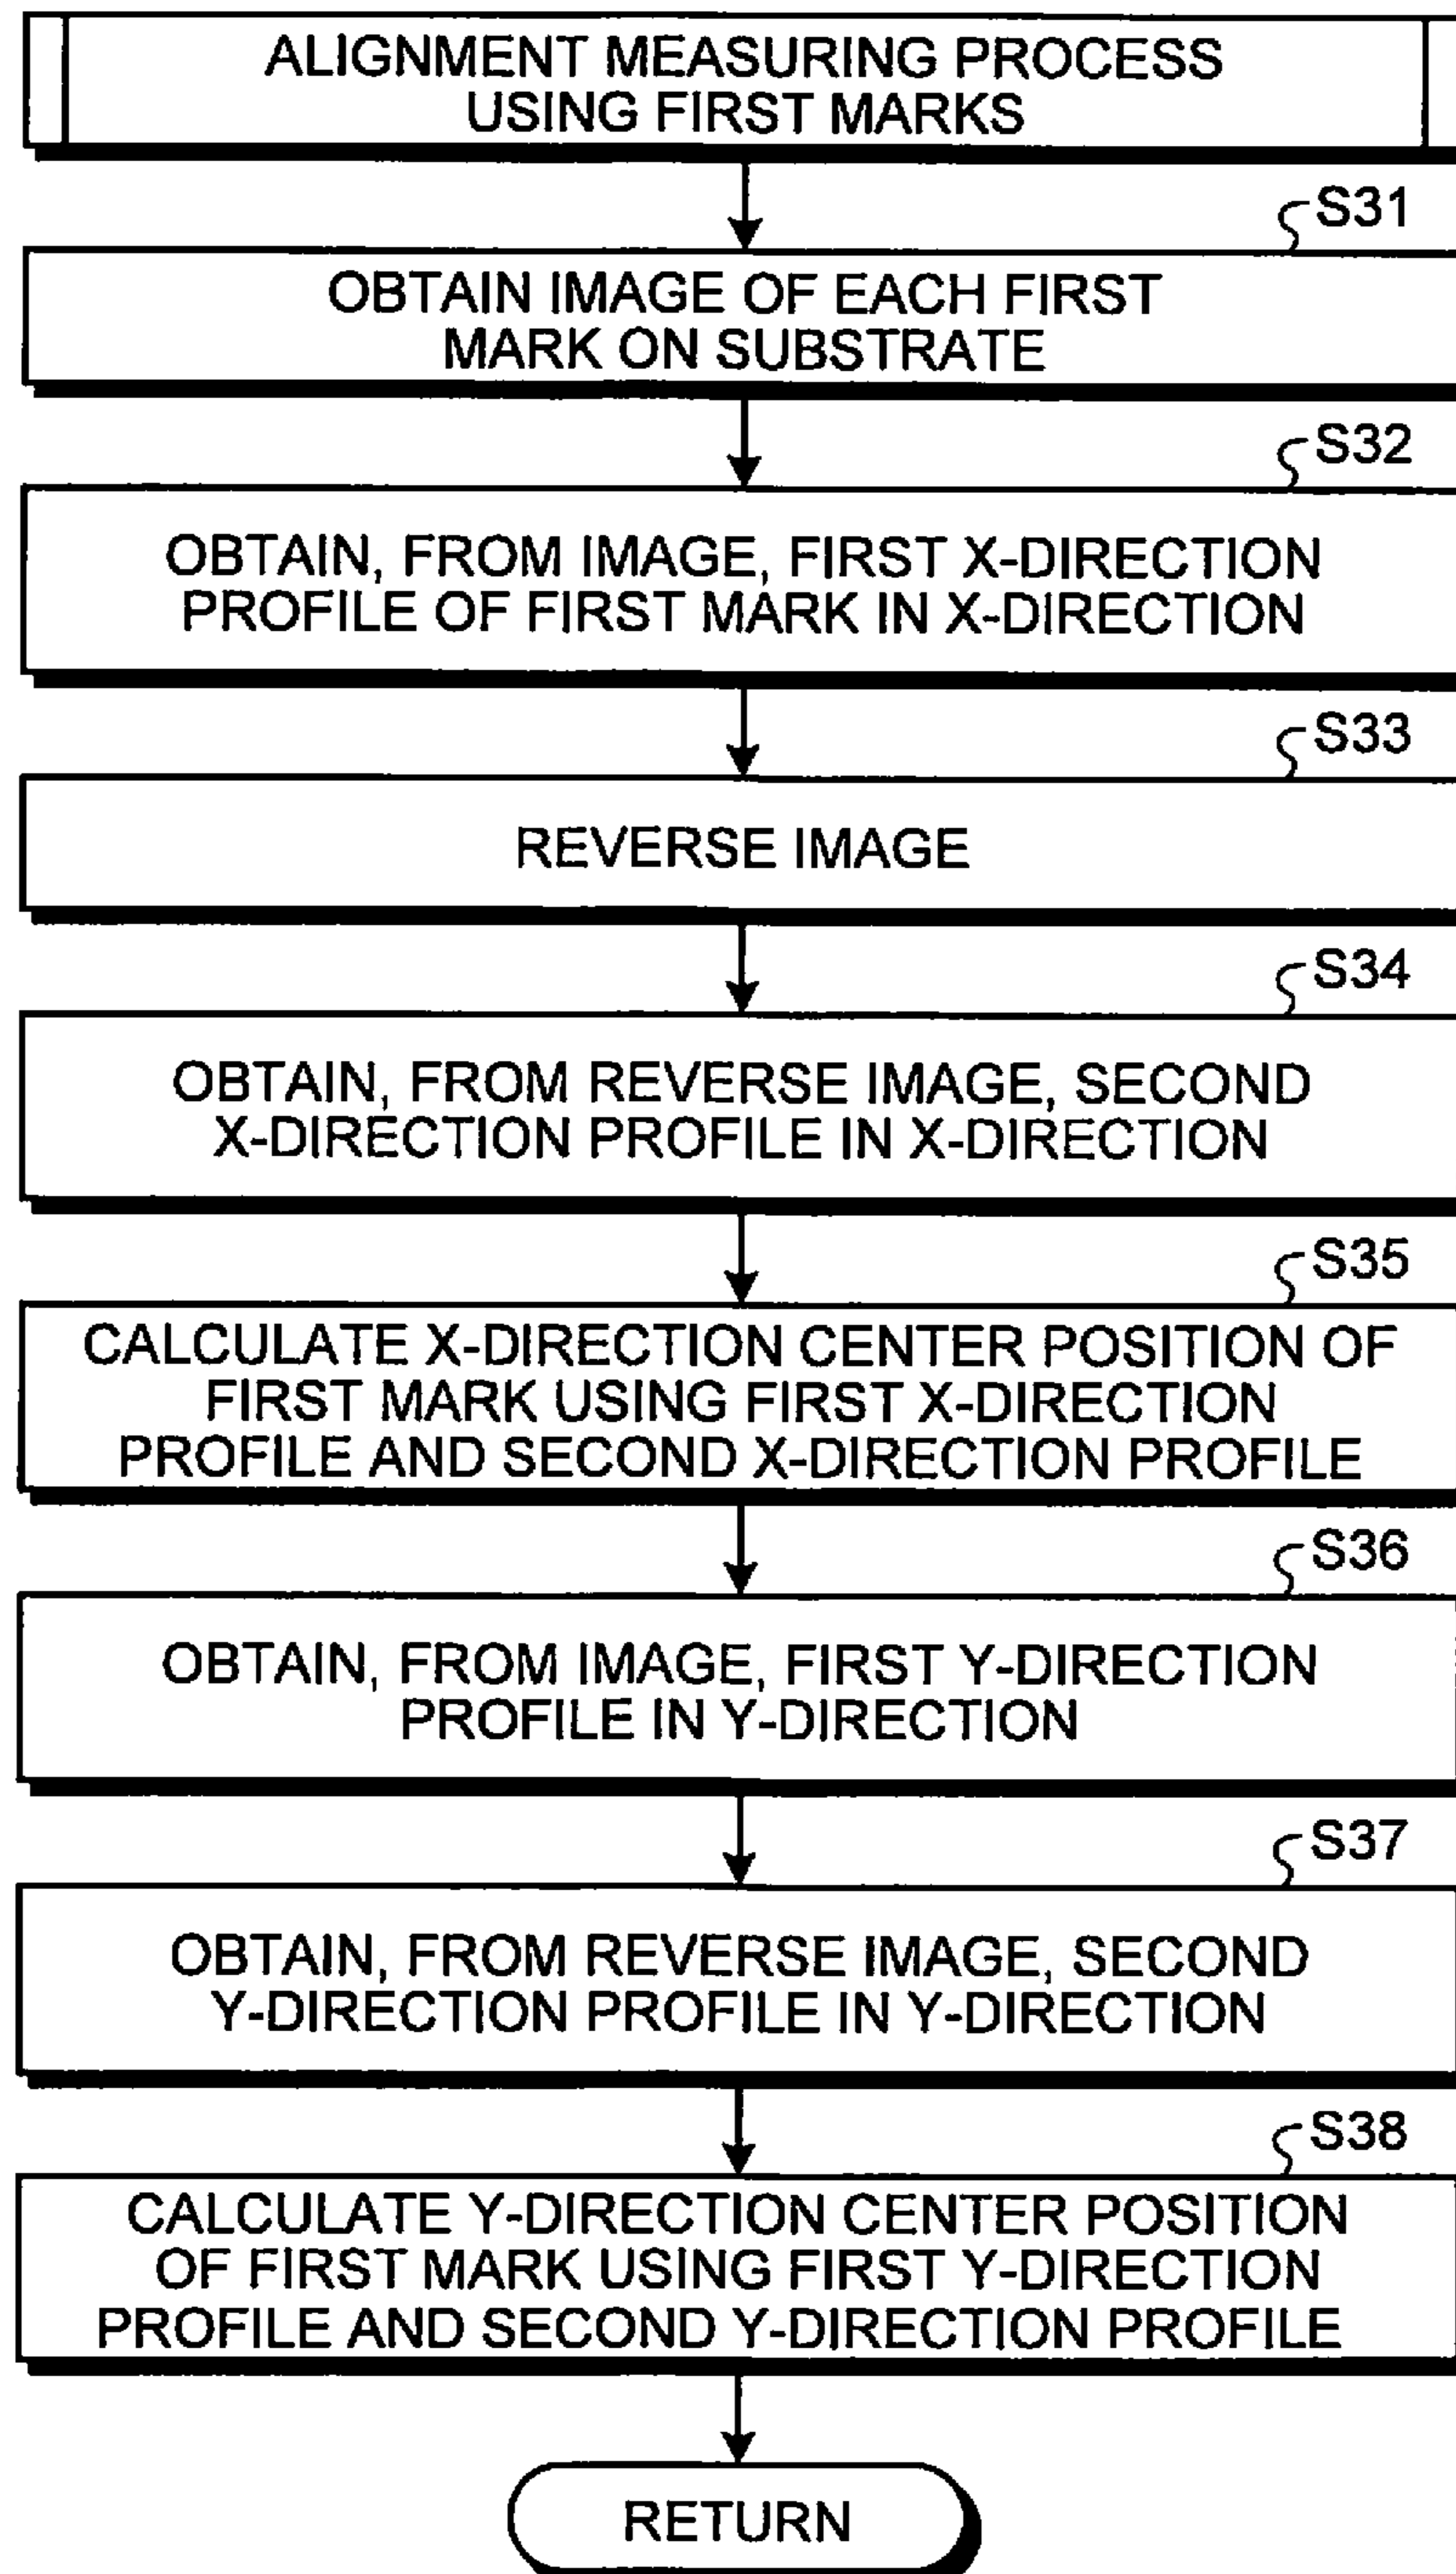 ALIGNMENT MEASURING PROCESS
USING FIRST MARKS
S31
OBTAIN IMAGE OF EACH FIRST
MARK ON SUBSTRATE
S32
OBTAIN, FROM IMAGE, FIRST X-DIRECTION
PROFILE OF FIRST MARK IN X-DIRECTION
S33
REVERSE IMAGE
S34
OBTAIN, FROM REVERSE IMAGE, SECOND
X-DIRECTION PROFILE IN X-DIRECTION
S35
CALCULATE X-DIRECTION CENTER POSITION OF
FIRST MARK USING FIRST X-DIRECTION
PROFILE AND SECOND X-DIRECTION PROFILE
S36
OBTAIN, FROM IMAGE, FIRST Y-DIRECTION
PROFILE IN Y-DIRECTION
S37
OBTAIN, FROM REVERSE IMAGE, SECOND
Y-DIRECTION PROFILE IN Y-DIRECTION
S38
CALCULATE Y-DIRECTION CENTER POSITION
OF FIRST MARK USING FIRST Y-DIRECTION
PROFILE AND SECOND Y-DIRECTION PROFILE
RETURN